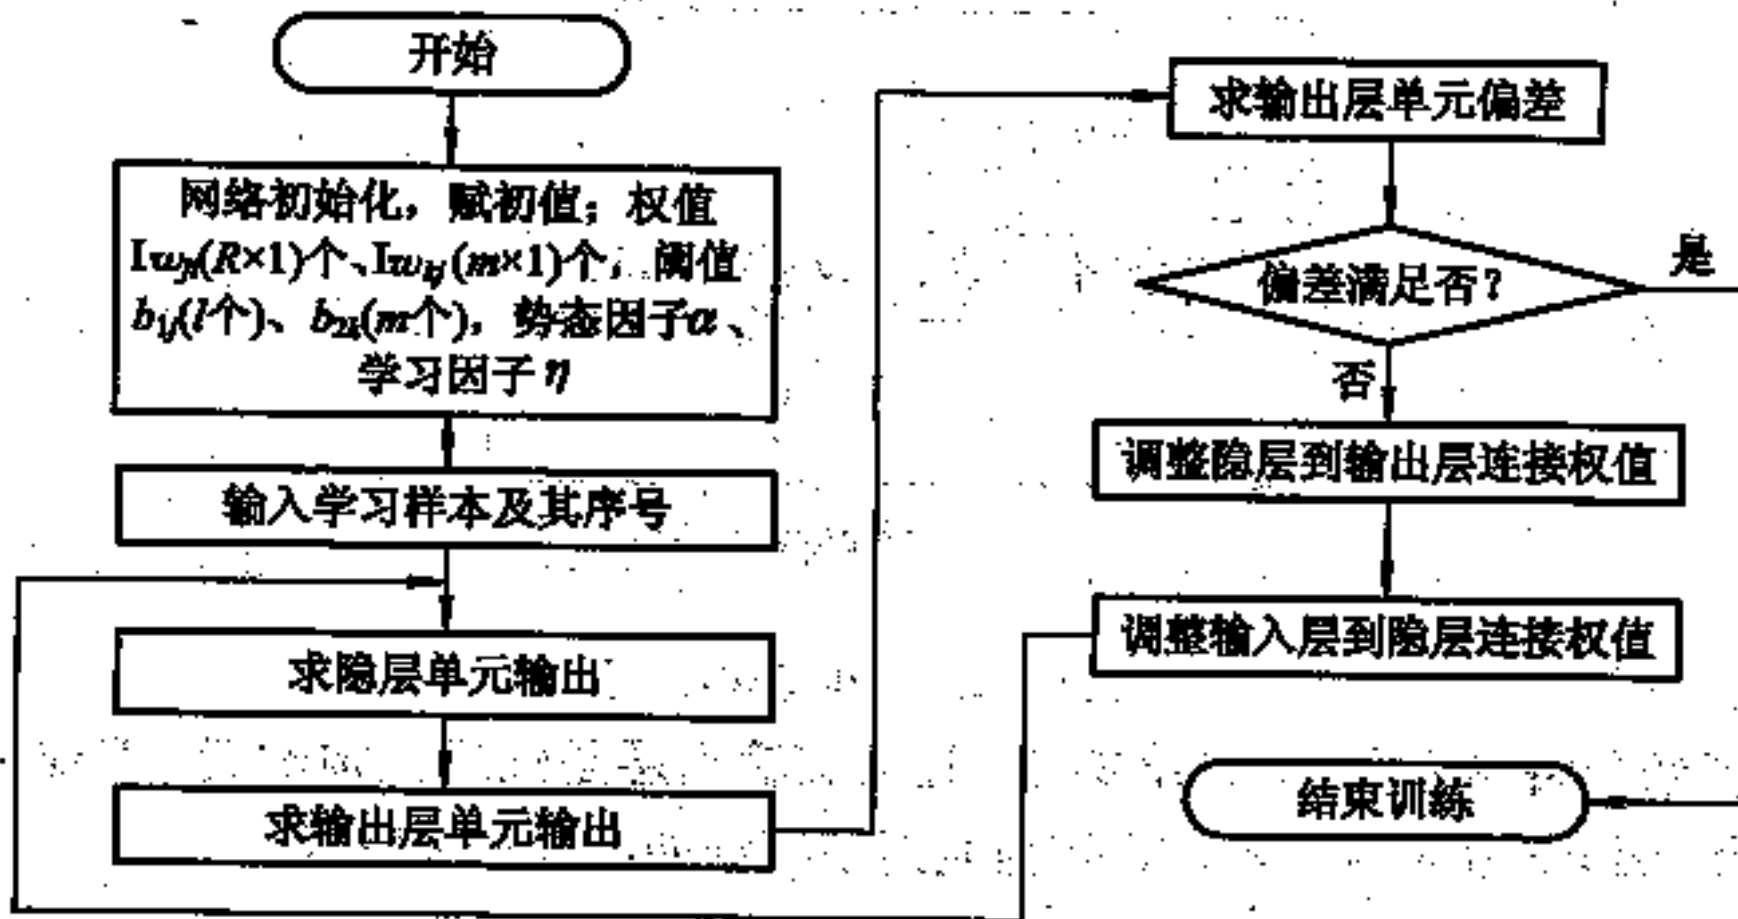 开始
网络初始化，赋初值；权值
Iwji(R×1)个、Iwkj(m×1)个，阈值
b1j(l个)、b2k(m个)，势态因子α、
学习因子η
输入学习样本及其序号
求隐层单元输出
求输出层单元输出
求输出层单元偏差
偏差满足否？
是
否
调整隐层到输出层连接权值
调整输入层到隐层连接权值
结束训练